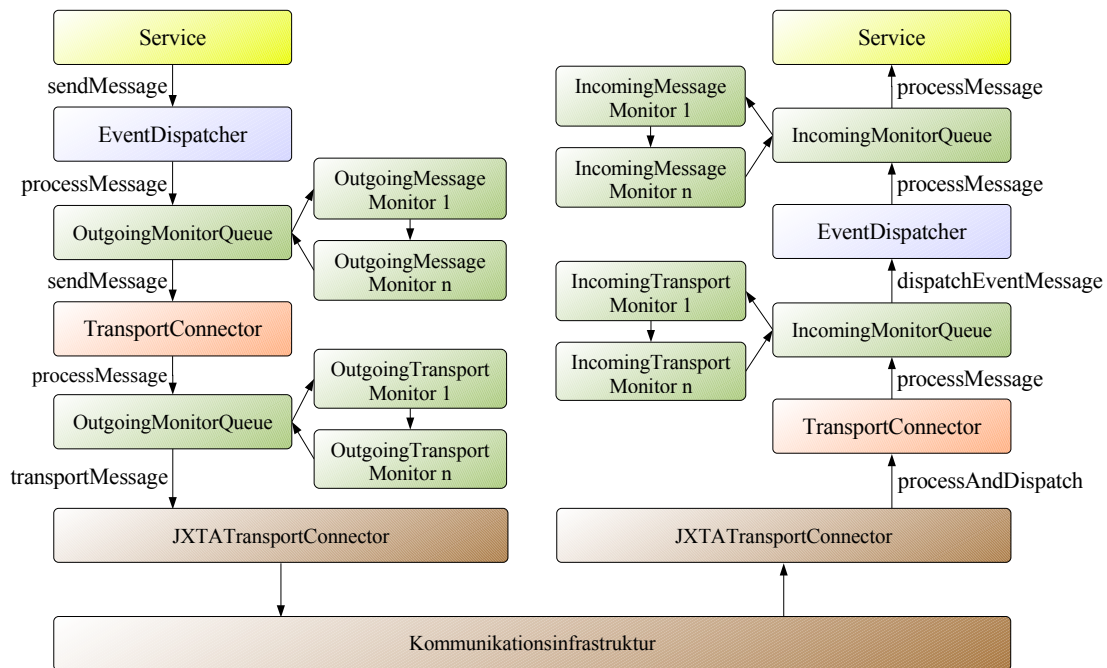 Service
sendMessage
EventDispatcher
processMessage
OutgoingMonitorQueue
OutgoingMessage
Monitor 1
OutgoingMessage
Monitor n
sendMessage
TransportConnector
processMessage
OutgoingMonitorQueue
OutgoingTransport
Monitor 1
OutgoingTransport
Monitor n
transportMessage
JXTATransportConnector
Service
processMessage
IncomingMessage
Monitor 1
IncomingMessage
Monitor n
IncomingMonitorQueue
processMessage
EventDispatcher
dispatchEventMessage
IncomingTransport
Monitor 1
IncomingTransport
Monitor n
IncomingMonitorQueue
processMessage
TransportConnector
processAndDispatch
JXTATransportConnector
Kommunikationsinfrastruktur